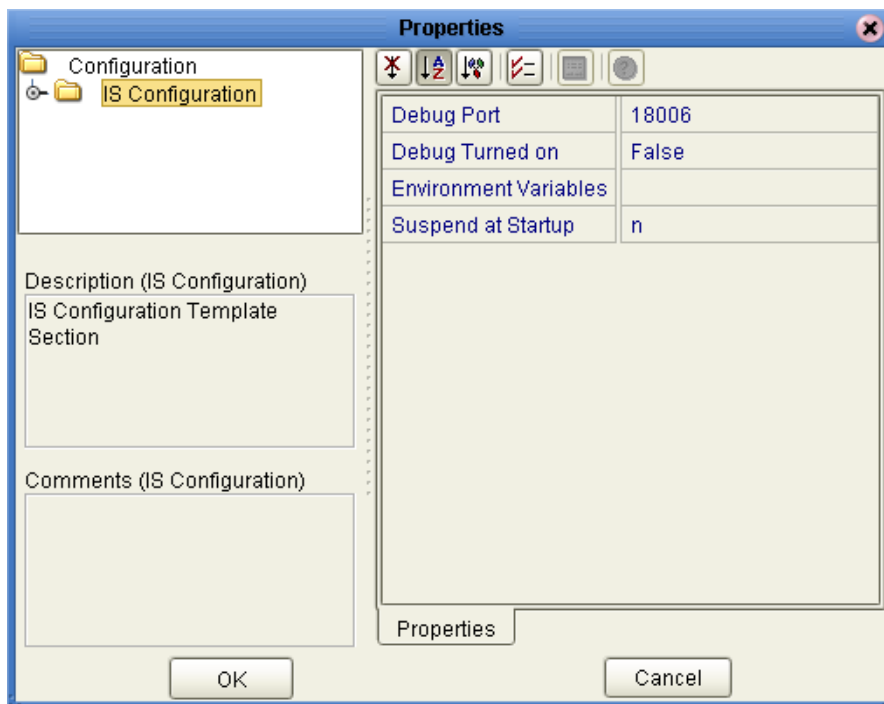 Properties
Configuration
IS Configuration
Description (IS Configuration)
IS Configuration Template
Section
Comments (IS Configuration)
Debug Port 18006
Debug Turned on False
Environment Variables
Suspend at Startup n
Properties
OK
Cancel